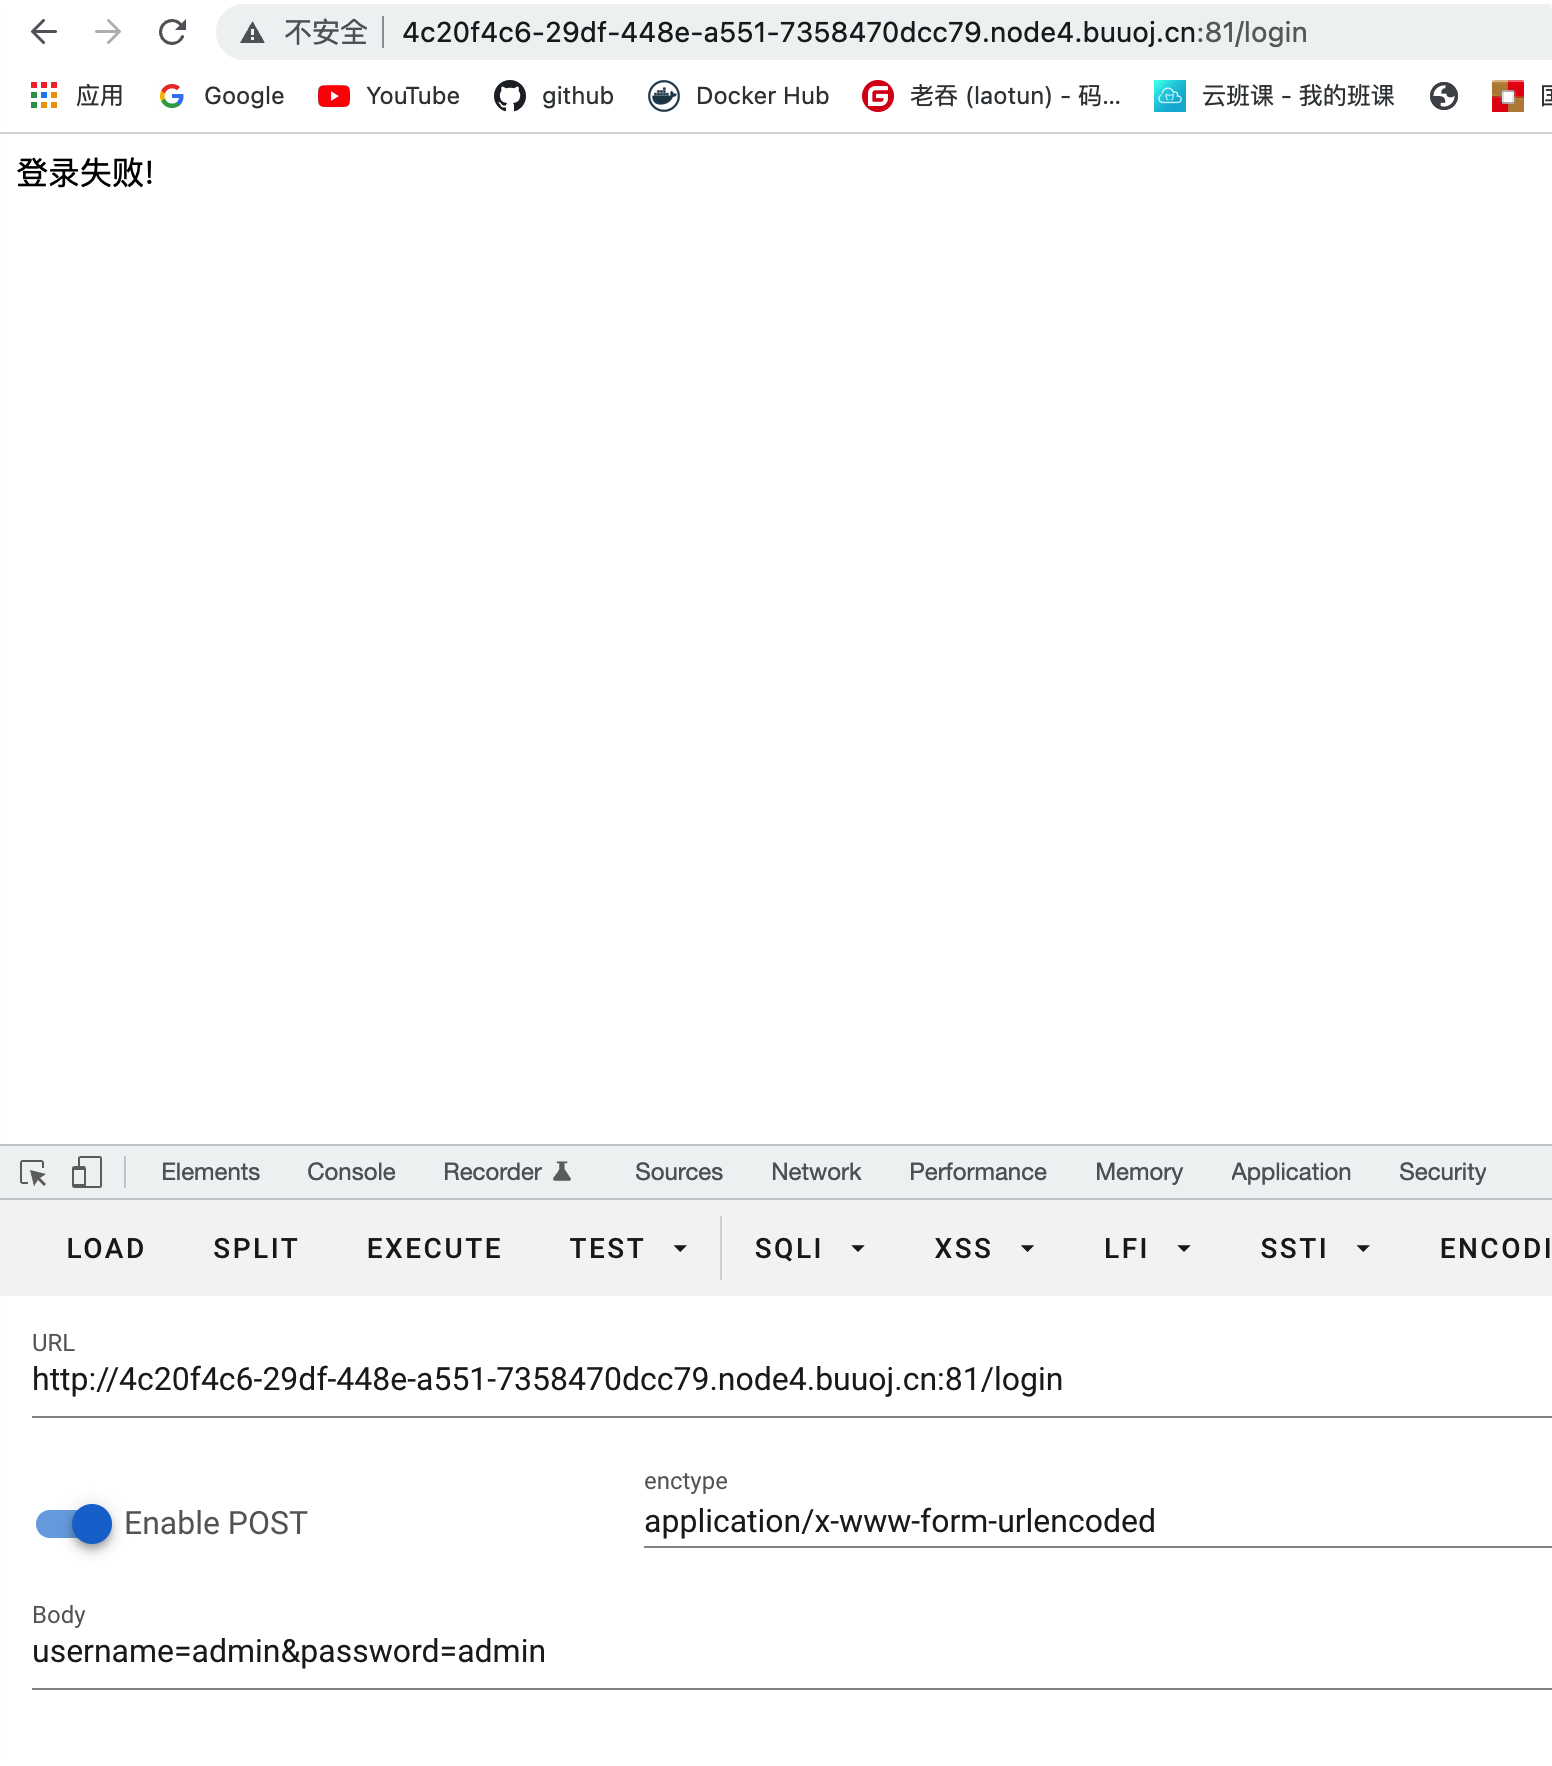 不安全 4c20f4c6-29df-448e-a551-7358470dcc79.node4.buuoj.cn:81/login
应用 Google YouTube github Docker Hub 老吞 (laotun) - 码... 云班课 - 我的班课
登录失败!
Elements Console Recorder Sources Network Performance Memory Application Security
LOAD SPLIT EXECUTE TEST SQLI XSS LFI SSTI ENCODI
URL
http://4c20f4c6-29df-448e-a551-7358470dcc79.node4.buuoj.cn:81/login
enctype
Enable POST application/x-www-form-urlencoded
Body
username=admin&password=admin